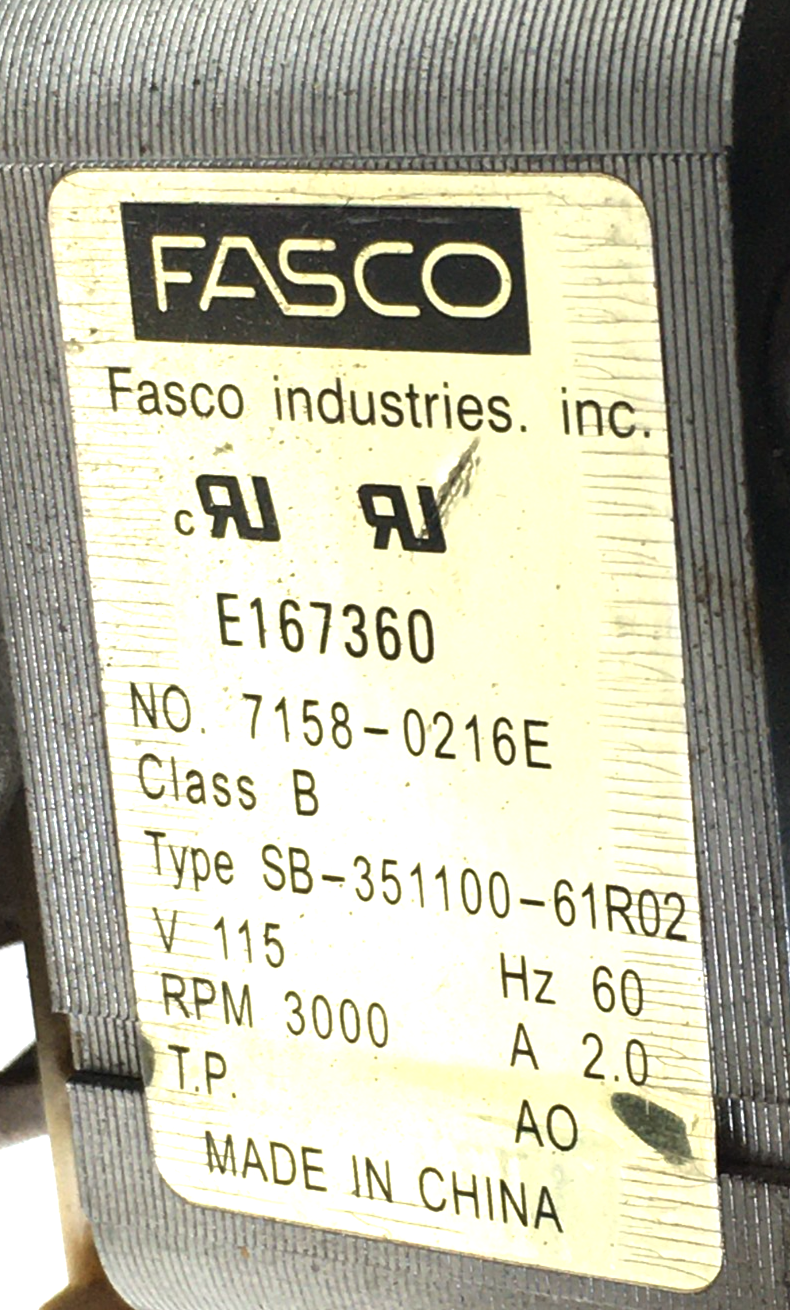 FASCO
Fasco industries. inc.
c RU RU
E167360
NO. 7158-0216E
Class B
Type SB-351100-61R02
V 115 Hz 60
RPM 3000 A 2.0
T.P. AO
MADE IN CHINA